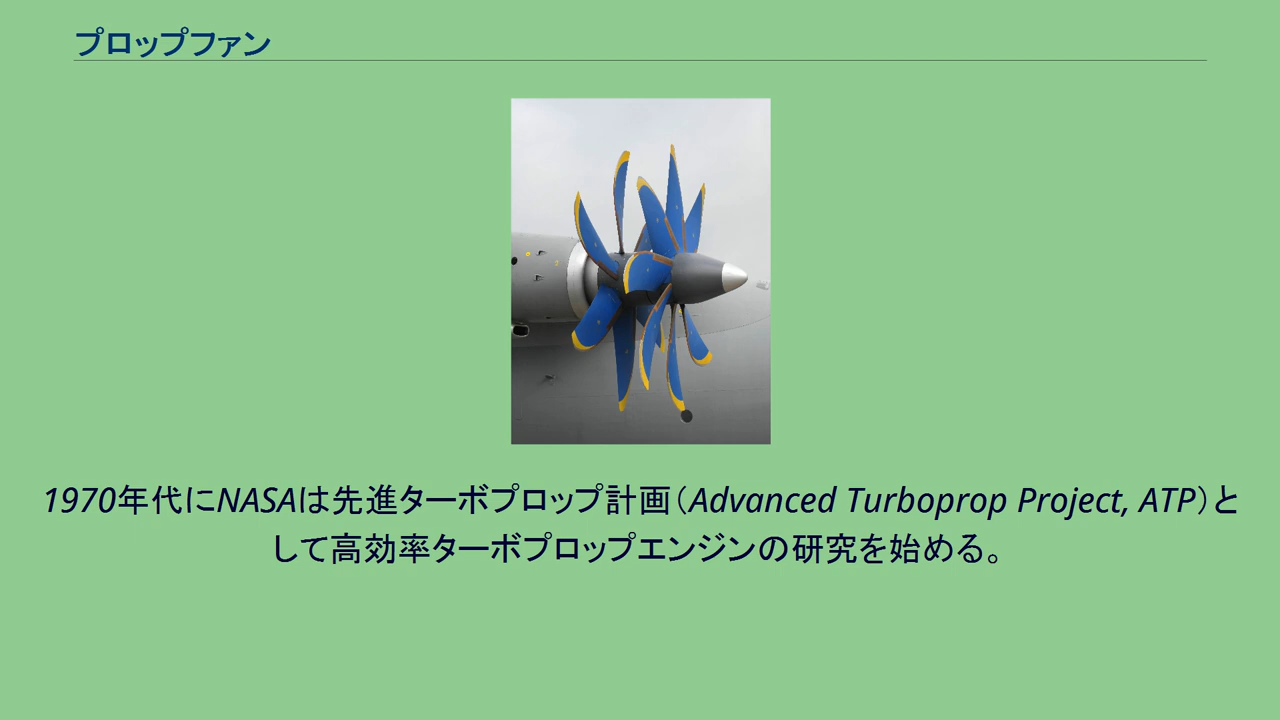 プロップファン
1970年代にNASAは先進ターボプロップ計画（Advanced Turboprop Project, ATP）と
して高効率ターボプロップエンジンの研究を始める。